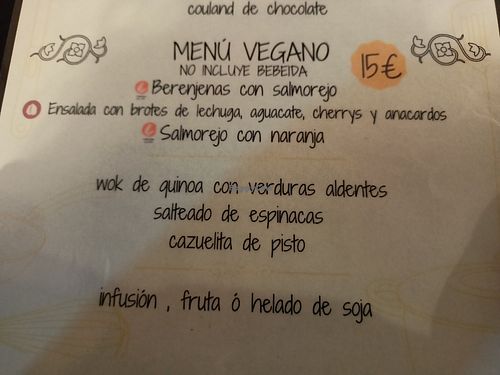 couland de chocolate
MENÚ VEGANO
NO INCLUYE BEBEIDA
15€
Berenjenas con salmorejo
Ensalada con brotes de lechuga, aguacate, cherrys y anacardos
Salmorejo con naranja
wok de quinoa con verduras aldentes
salteado de espinacas
cazuelita de pisto
infusión , fruta ó helado de soja